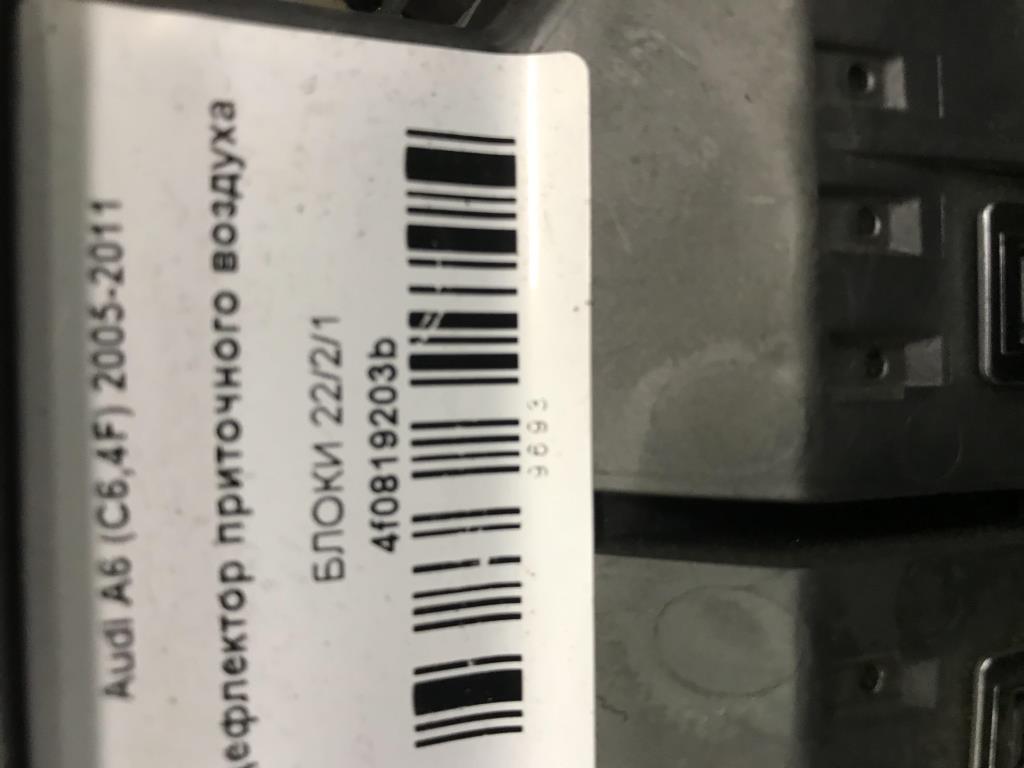 Audi A6 (C6,4F) 2005-2011
дефлектор приточного воздуха
БЛОКИ 22/2/1
4f0819203b
9693